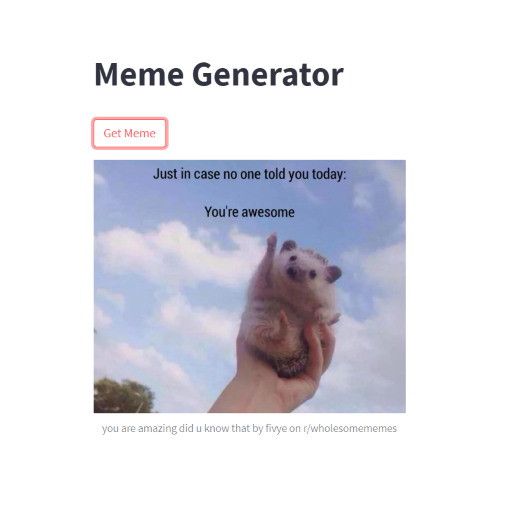 Meme Generator
Get Meme
Just in case no one told you today:
You're awesome
you are amazing did u know that by fivye on r/wholesomememes